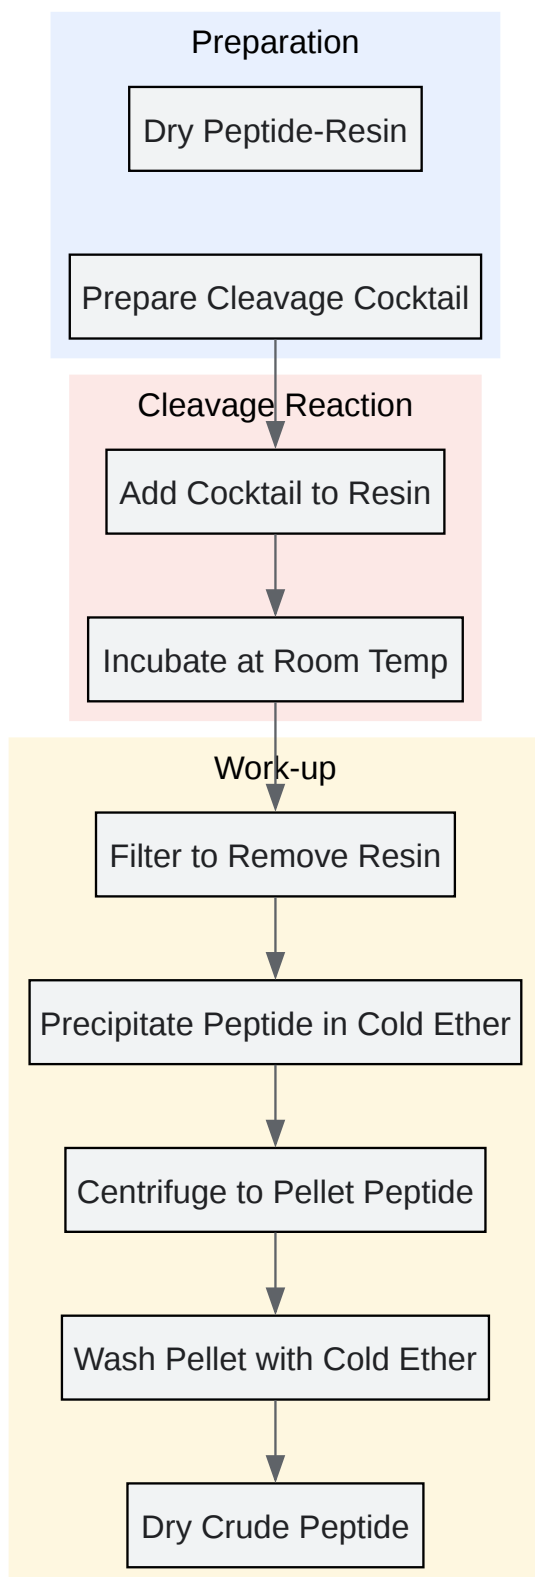 Preparation
Dry Peptide-Resin
Prepare Cleavage Cocktail
Cleavage Reaction
Add Cocktail to Resin
Incubate at Room Temp
Work-up
Filter to Remove Resin
Precipitate Peptide in Cold Ether
Centrifuge to Pellet Peptide
Wash Pellet with Cold Ether
Dry Crude Peptide